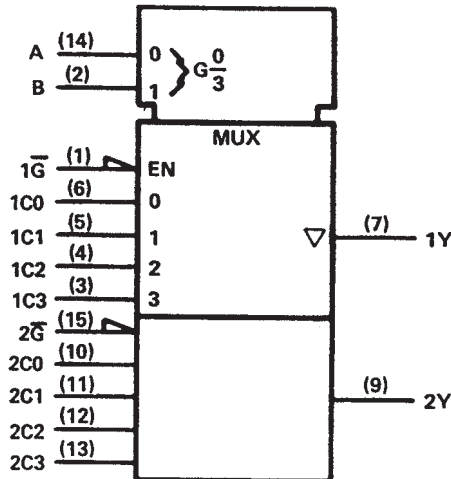 A (14) 0
B (2) 1
G 0/3
MUX
1G̅ (1) EN
1C0 (6) 0
1C1 (5) 1
1C2 (4) 2
1C3 (3) 3
▽ (7) 1Y
2G̅ (15)
2C0 (10)
2C1 (11)
2C2 (12)
2C3 (13)
(9) 2Y